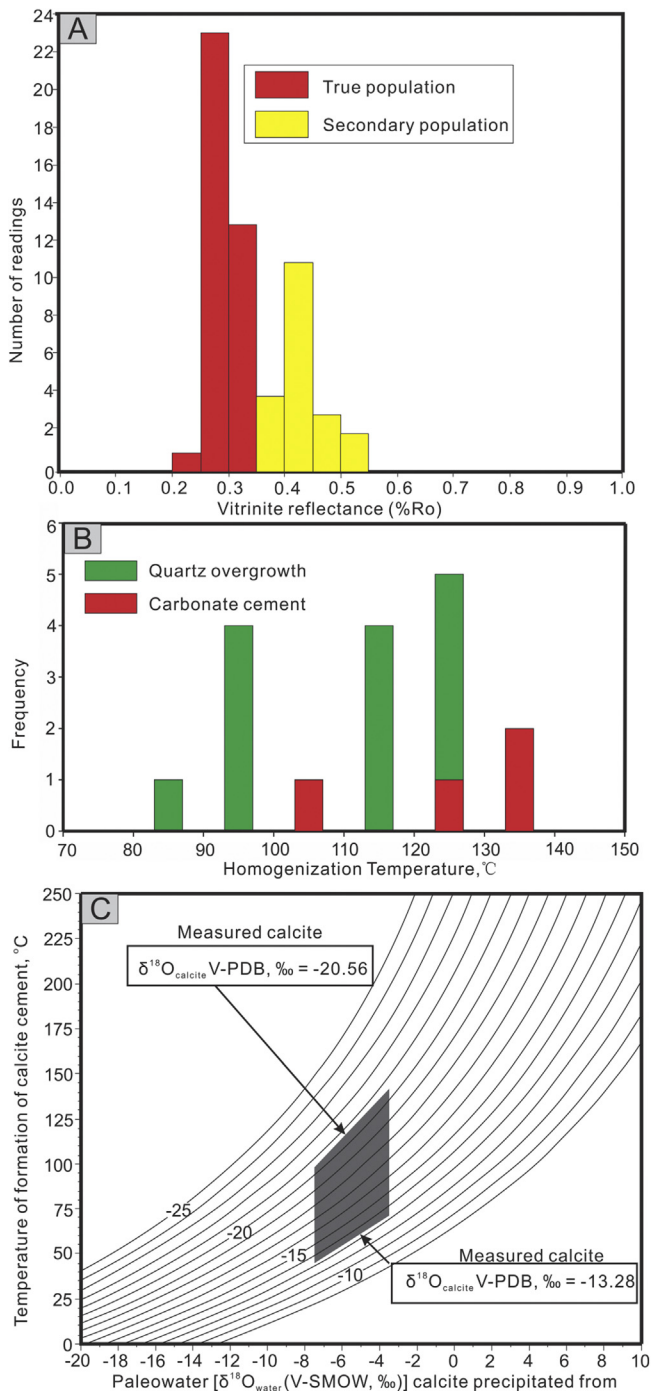 A
24
22
20
18
16
14
12
10
8
6
4
2
0
Number of readings
True population
Secondary population
0.0 0.1 0.2 0.3 0.4 0.5 0.6 0.7 0.8 0.9 1.0
Vitrinite reflectance (%Ro)
B
6
5
4
3
2
1
0
Frequency
Quartz overgrowth
Carbonate cement
70 80 90 100 110 120 130 140 150
Homogenization Temperature,℃
C
250
225
200
175
150
125
100
75
50
25
0
Temperature of formation of calcite cement, °C
Measured calcite
δ¹⁸Ocalcite V-PDB, ‰ = -20.56
-25
-20
-15
-10
Measured calcite
δ¹⁸Ocalcite V-PDB, ‰ = -13.28
-20 -18 -16 -14 -12 -10 -8 -6 -4 -2 0 2 4 6 8 10
Paleowater [δ¹⁸Owater(V-SMOW, ‰)] calcite precipitated from